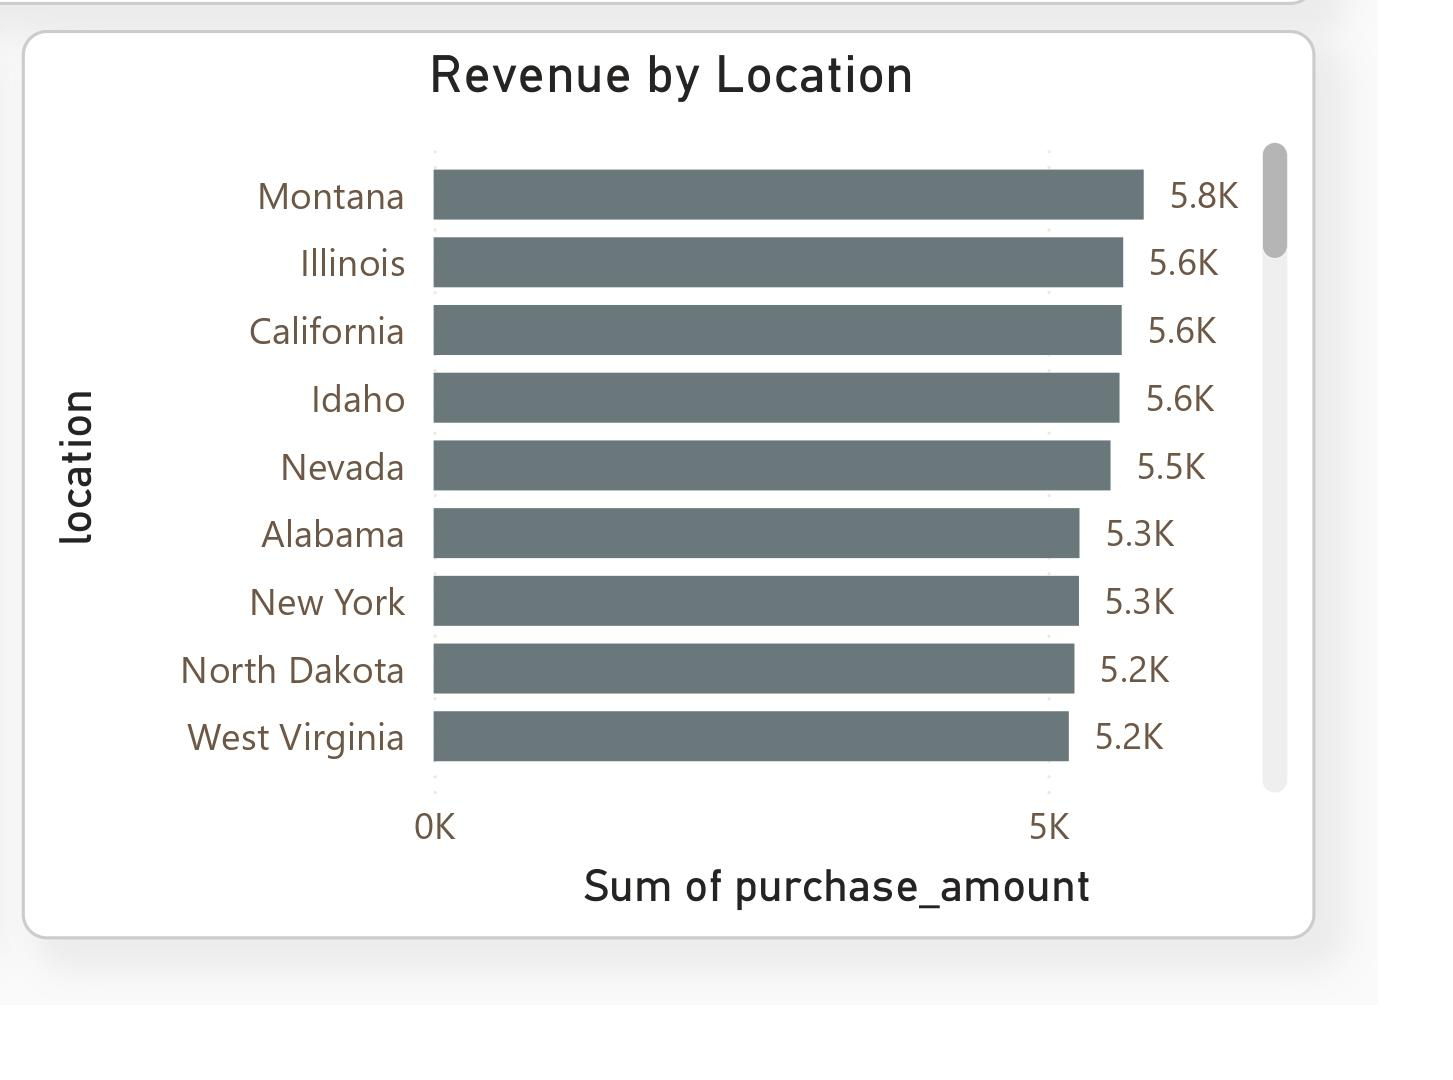 Revenue by Location
Montana 5.8K
Illinois 5.6K
California 5.6K
Idaho 5.6K
Nevada 5.5K
Alabama 5.3K
New York 5.3K
North Dakota 5.2K
West Virginia 5.2K
location
0K 5K
Sum of purchase_amount